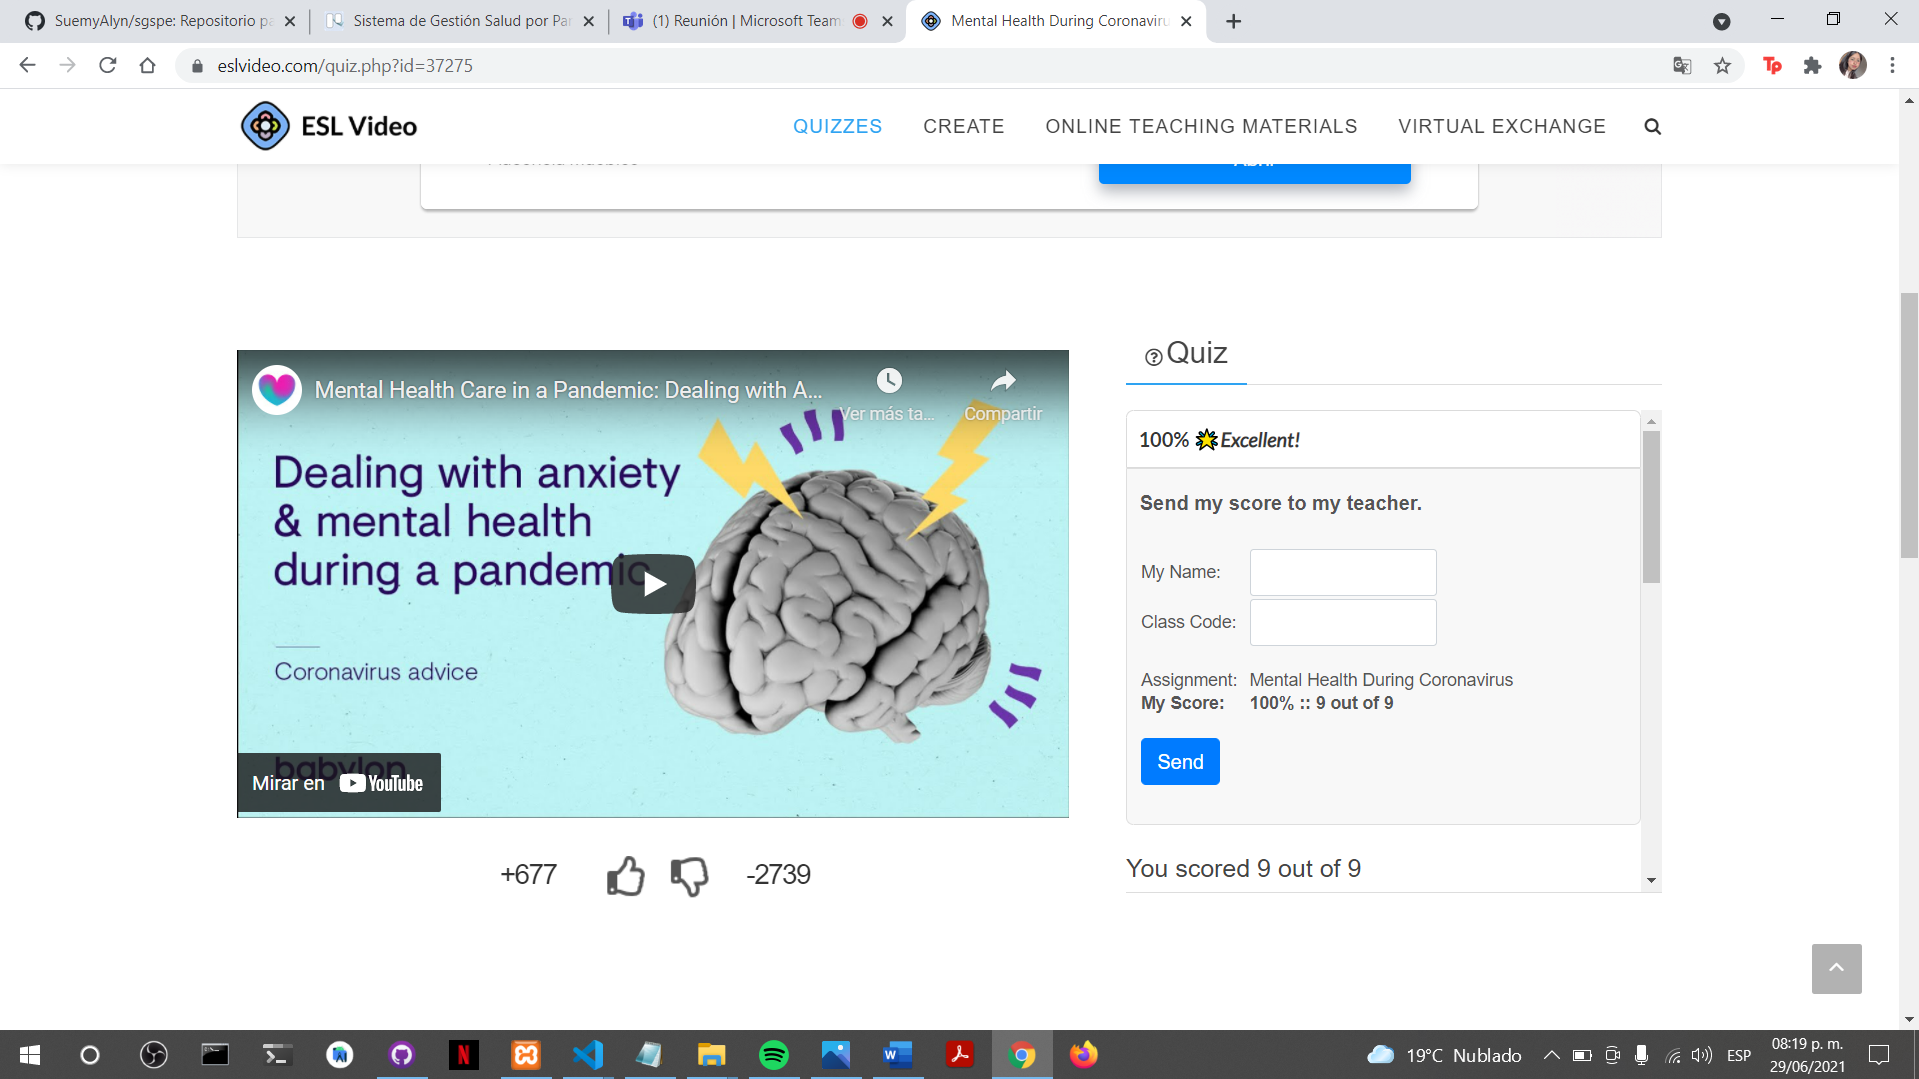 SuemyAlyn/sgspe: Repositorio pa
Sistema de Gestión Salud por Pa
(1) Reunión | Microsoft Team
Mental Health During Coronaviru
eslvideo.com/quiz.php?id=37275
Tp
ESL Video
QUIZZES
CREATE
ONLINE TEACHING MATERIALS
VIRTUAL EXCHANGE
Mental Health Care in a Pandemic: Dealing with A...
Ver más ta...
Compartir
Dealing with anxiety
& mental health
during a pandemic
Coronavirus advice
babylon
Mirar en YouTube
+677
-2739
Quiz
100% Excellent!
Send my score to my teacher.
My Name:
Class Code:
Assignment: Mental Health During Coronavirus
My Score: 100% :: 9 out of 9
Send
You scored 9 out of 9
19°C Nublado
ESP
08:19 p. m.
29/06/2021